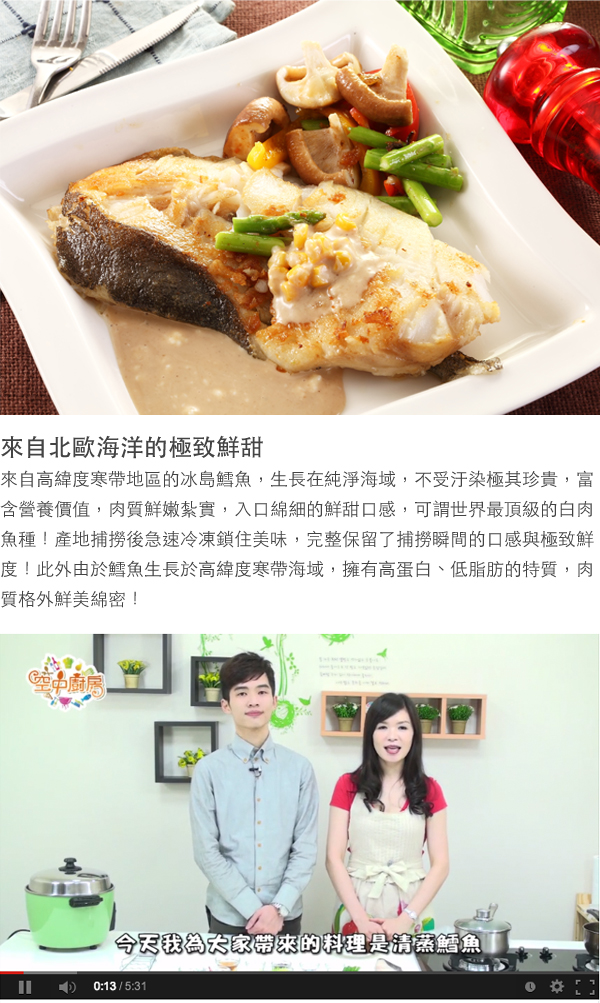 來自北歐海洋的極致鮮甜
來自高緯度寒帶地區的冰島鱈魚，生長在純淨海域，不受汙染極其珍貴，富
含營養價值，肉質鮮嫩紮實，入口綿細的鮮甜口感，可謂世界最頂級的白肉
魚種！產地捕撈後急速冷凍鎖住美味，完整保留了捕撈瞬間的口感與極致鮮
度！此外由於鱈魚生長於高緯度寒帶海域，擁有高蛋白、低脂肪的特質，肉
質格外鮮美綿密！
空中廚房
今天我為大家帶來的料理是清蒸鱈魚
0:13 / 5:31